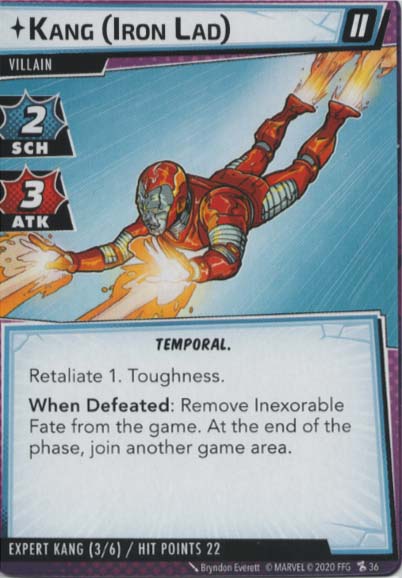 KANG (IRON LAD)
II
VILLAIN
2
SCH
3
ATK
TEMPORAL.
Retaliate 1. Toughness.
When Defeated: Remove Inexorable
Fate from the game. At the end of the
phase, join another game area.
EXPERT KANG (3/6) / HIT POINTS 22
Bryndon Everett © MARVEL © 2020 FFG 36